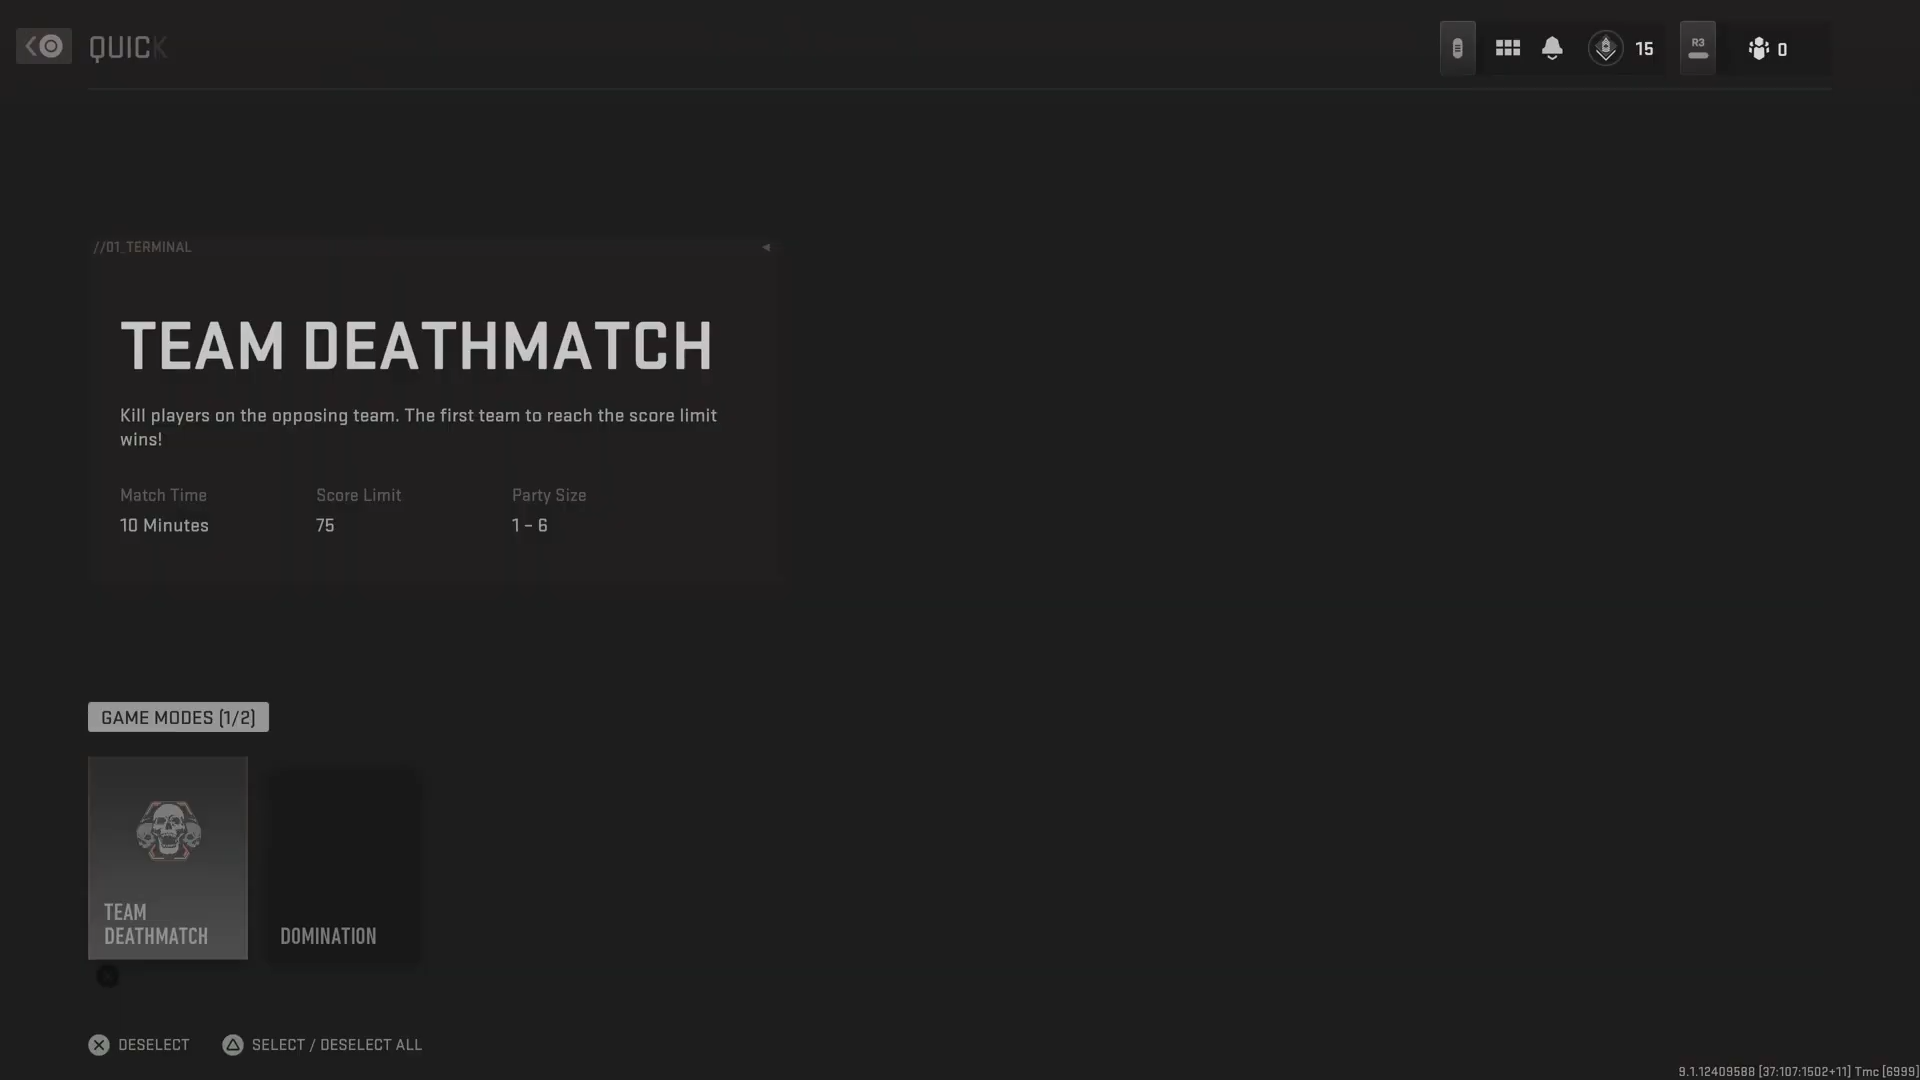 QUICK
15
R3
0
//01_TERMINAL
TEAM DEATHMATCH
Kill players on the opposing team. The first team to reach the score limit
wins!
Match Time
Score Limit
Party Size
10 Minutes
75
1 - 6
GAME MODES (1/2)
TEAM
DEATHMATCH
DOMINATION
DESELECT
SELECT / DESELECT ALL
9.1.12409588 [37:107:1502+11] Tmc [6999]